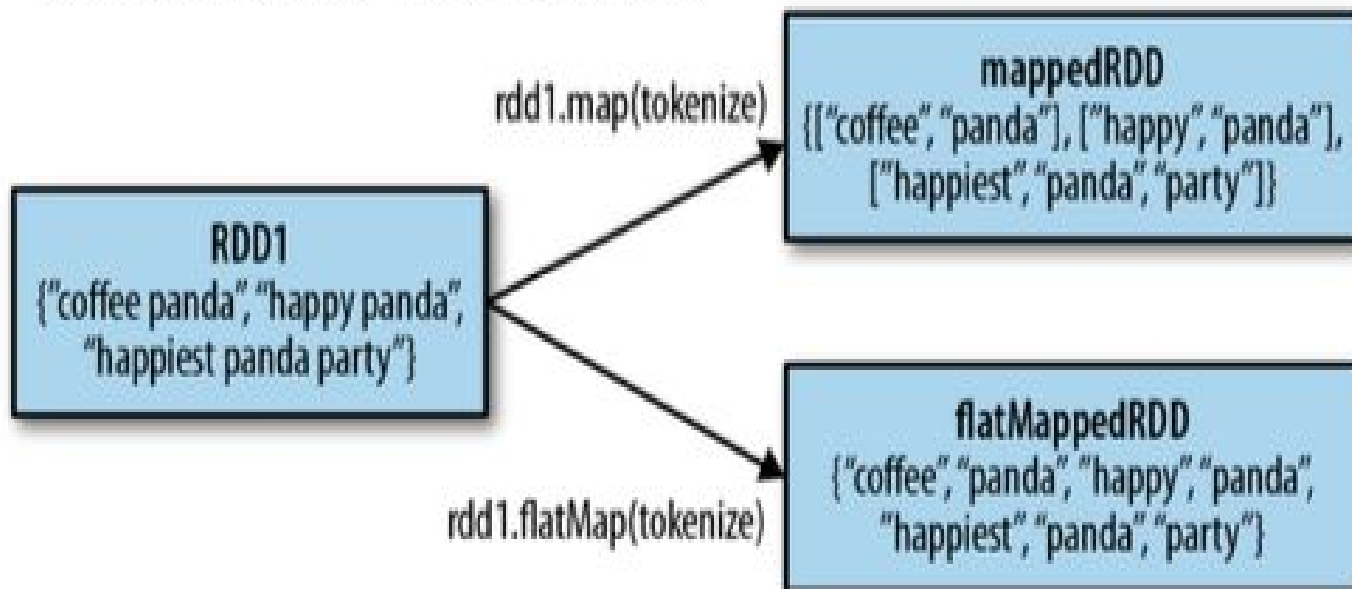 rdd1.map(tokenize)
mappedRDD
{["coffee","panda"], ["happy","panda"],
["happiest","panda","party"]}
RDD1
{"coffee panda", "happy panda",
"happiest panda party"}
rdd1.flatMap(tokenize)
flatMappedRDD
{"coffee","panda","happy","panda",
"happiest","panda","party"}